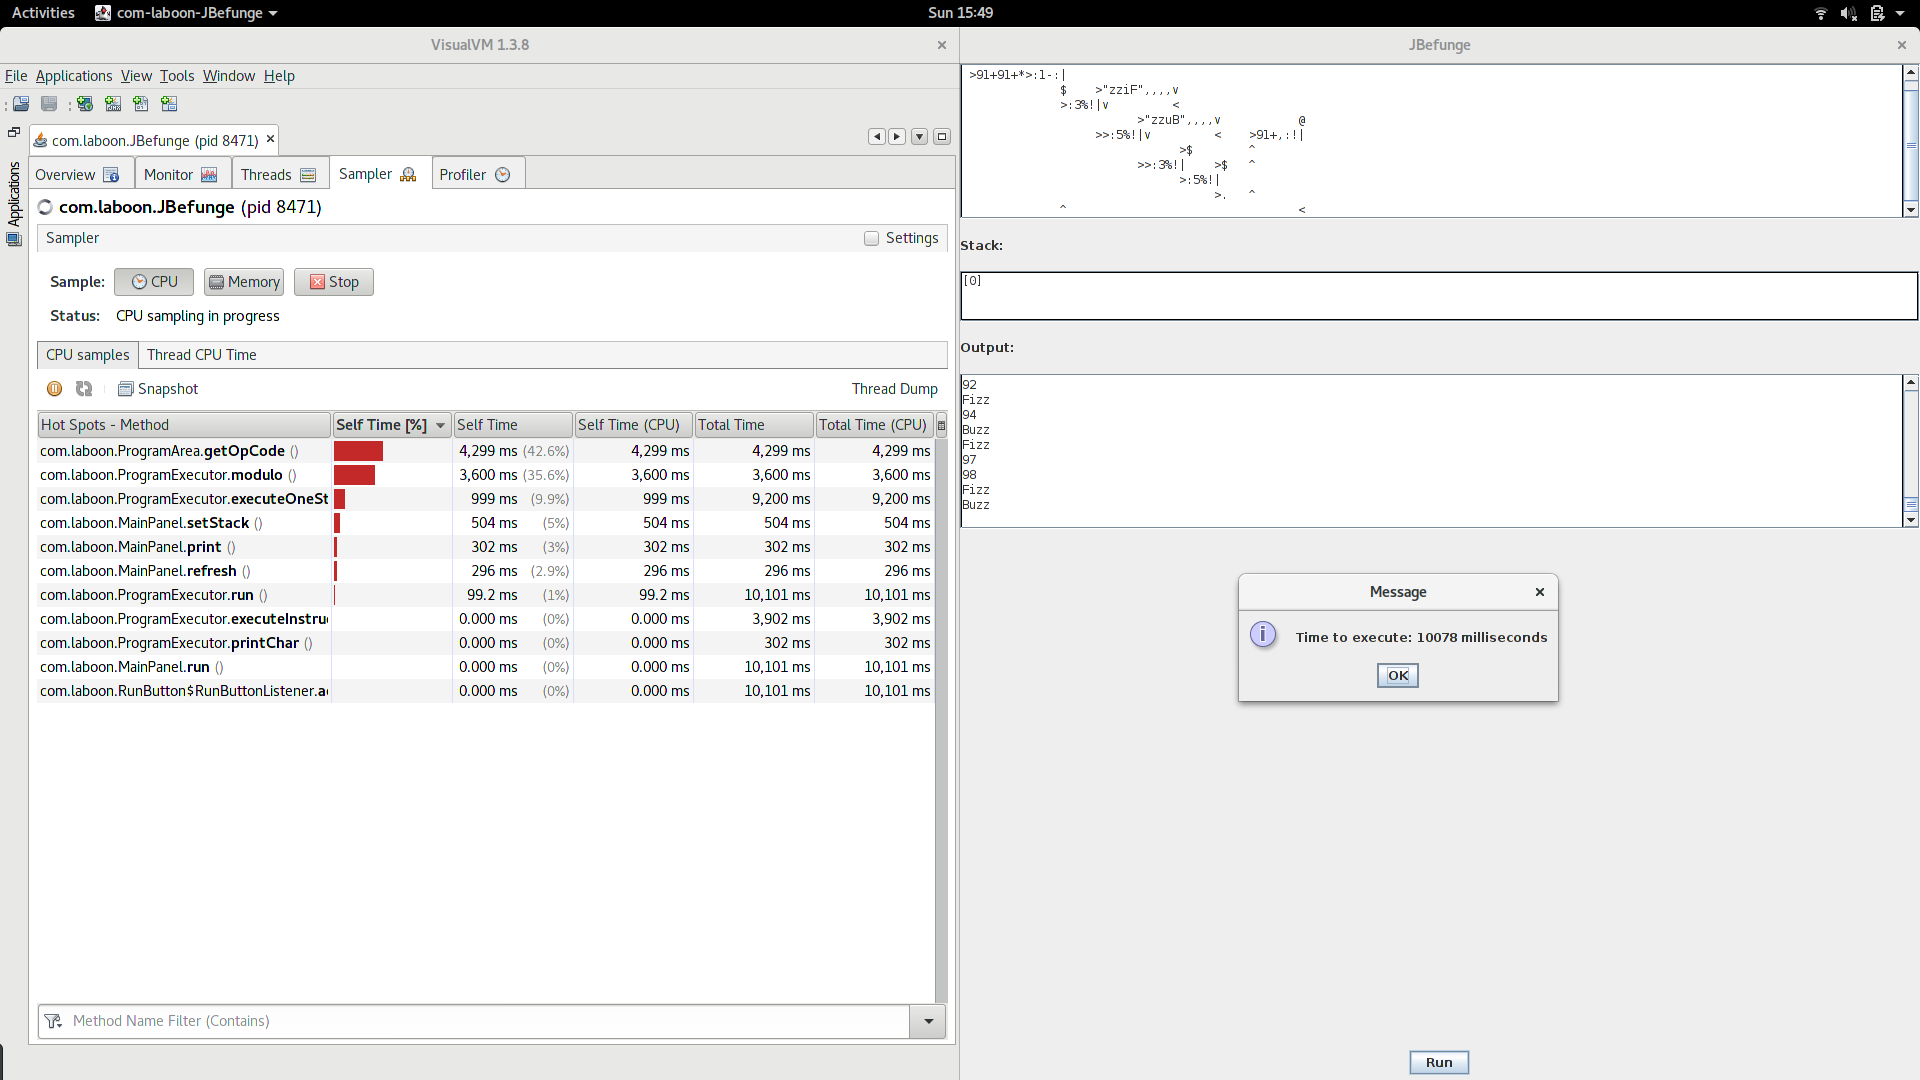 Activities com-laboon-JBefunge Sun 15:49
VisualVM 1.3.8
File Applications View Tools Window Help
Applications
com.laboon.JBefunge (pid 8471)
Overview Monitor Threads Sampler Profiler
com.laboon.JBefunge (pid 8471)
Sampler Settings
Sample: CPU Memory Stop
Status: CPU sampling in progress
CPU samples Thread CPU Time
Snapshot Thread Dump
Hot Spots - Method Self Time [%] Self Time Self Time (CPU) Total Time Total Time (CPU)
com.laboon.ProgramArea.getOpCode () 4,299 ms (42.6%) 4,299 ms 4,299 ms 4,299 ms
com.laboon.ProgramExecutor.modulo () 3,600 ms (35.6%) 3,600 ms 3,600 ms 3,600 ms
com.laboon.ProgramExecutor.executeOneSt 999 ms (9.9%) 999 ms 9,200 ms 9,200 ms
com.laboon.MainPanel.setStack () 504 ms (5%) 504 ms 504 ms 504 ms
com.laboon.MainPanel.print () 302 ms (3%) 302 ms 302 ms 302 ms
com.laboon.MainPanel.refresh () 296 ms (2.9%) 296 ms 296 ms 296 ms
com.laboon.ProgramExecutor.run () 99.2 ms (1%) 99.2 ms 10,101 ms 10,101 ms
com.laboon.ProgramExecutor.executeInstru 0.000 ms (0%) 0.000 ms 3,902 ms 3,902 ms
com.laboon.ProgramExecutor.printChar () 0.000 ms (0%) 0.000 ms 302 ms 302 ms
com.laboon.MainPanel.run () 0.000 ms (0%) 0.000 ms 10,101 ms 10,101 ms
com.laboon.RunButton$RunButtonListener.a 0.000 ms (0%) 0.000 ms 10,101 ms 10,101 ms
Method Name Filter (Contains)
JBefunge
>91+91+*>:1-:|
$    >"zziF",,,,v
>:3%!|v         <
>"zzuB",,,,v           @
>>:5%!|v         <    >91+,:!|
>$        ^
>>:3%!|    >$   ^
>:5%!|
>.   ^
^                                 <
Stack:
[0]
Output:
92
Fizz
94
Buzz
Fizz
97
98
Fizz
Buzz
Message
Time to execute: 10078 milliseconds
OK
Run